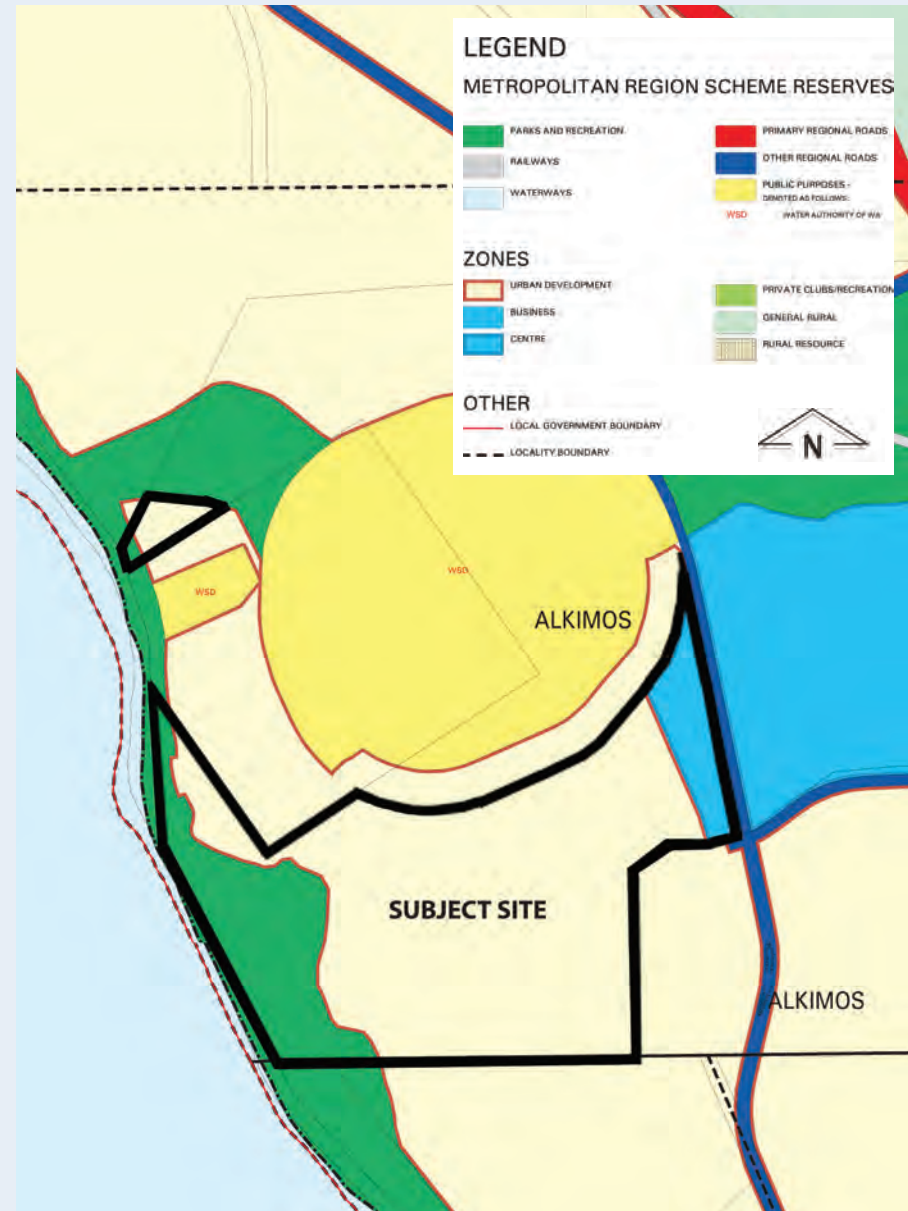 LEGEND
METROPOLITAN REGION SCHEME RESERVES
PARKS AND RECREATION
RAILWAYS
WATERWAYS
PRIMARY REGIONAL ROADS
OTHER REGIONAL ROADS
PUBLIC PURPOSES -
DENOTED AS FOLLOWS:
WSD WATER AUTHORITY OF WA
ZONES
URBAN DEVELOPMENT
BUSINESS
CENTRE
PRIVATE CLUBS/RECREATION
GENERAL RURAL
RURAL RESOURCE
OTHER
LOCAL GOVERNMENT BOUNDARY
LOCALITY BOUNDARY
N
WSD
WSD
ALKIMOS
SUBJECT SITE
ALKIMOS